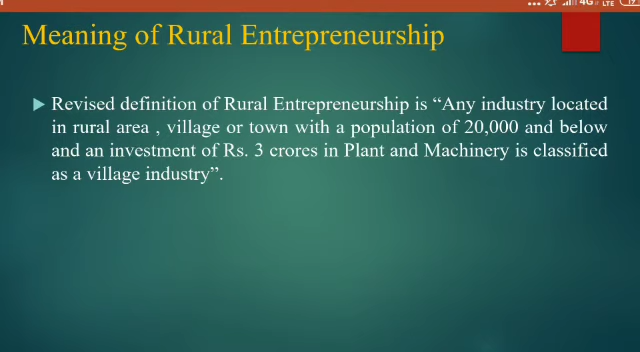 4G
LTE
Meaning of Rural Entrepreneurship
Revised definition of Rural Entrepreneurship is “Any industry located
in rural area , village or town with a population of 20,000 and below
and an investment of Rs. 3 crores in Plant and Machinery is classified
as a village industry”.